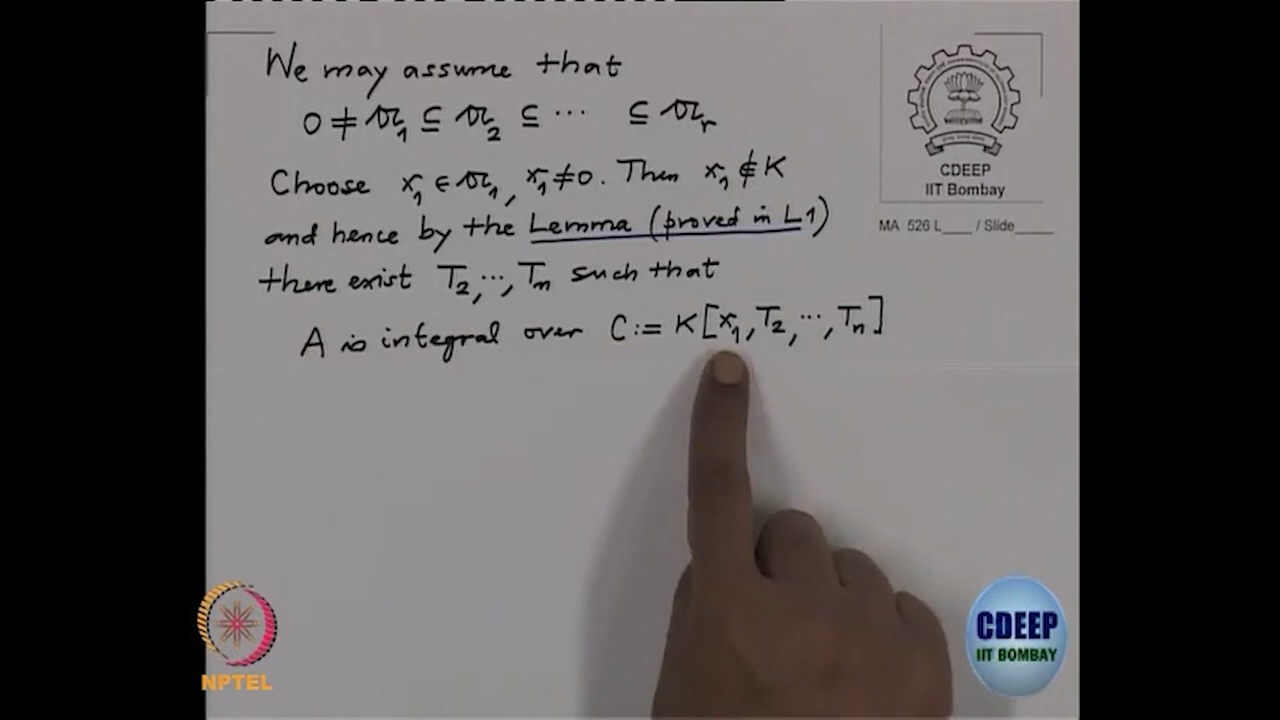 We may assume that
0 ≠ 𝔞₁ ⊆ 𝔞₂ ⊆ ⋯ ⊆ 𝔞ᵣ
Choose x₁ ∈ 𝔞₁, x₁ ≠ 0. Then x₁ ∉ K
and hence by the Lemma (proved in L1)
there exist T₂, ⋯, Tₙ such that
A is integral over C := K[x₁, T₂, ⋯, Tₙ]
CDEEP
IIT Bombay
MA 526 L____ / Slide_____
NPTEL
CDEEP
IIT BOMBAY